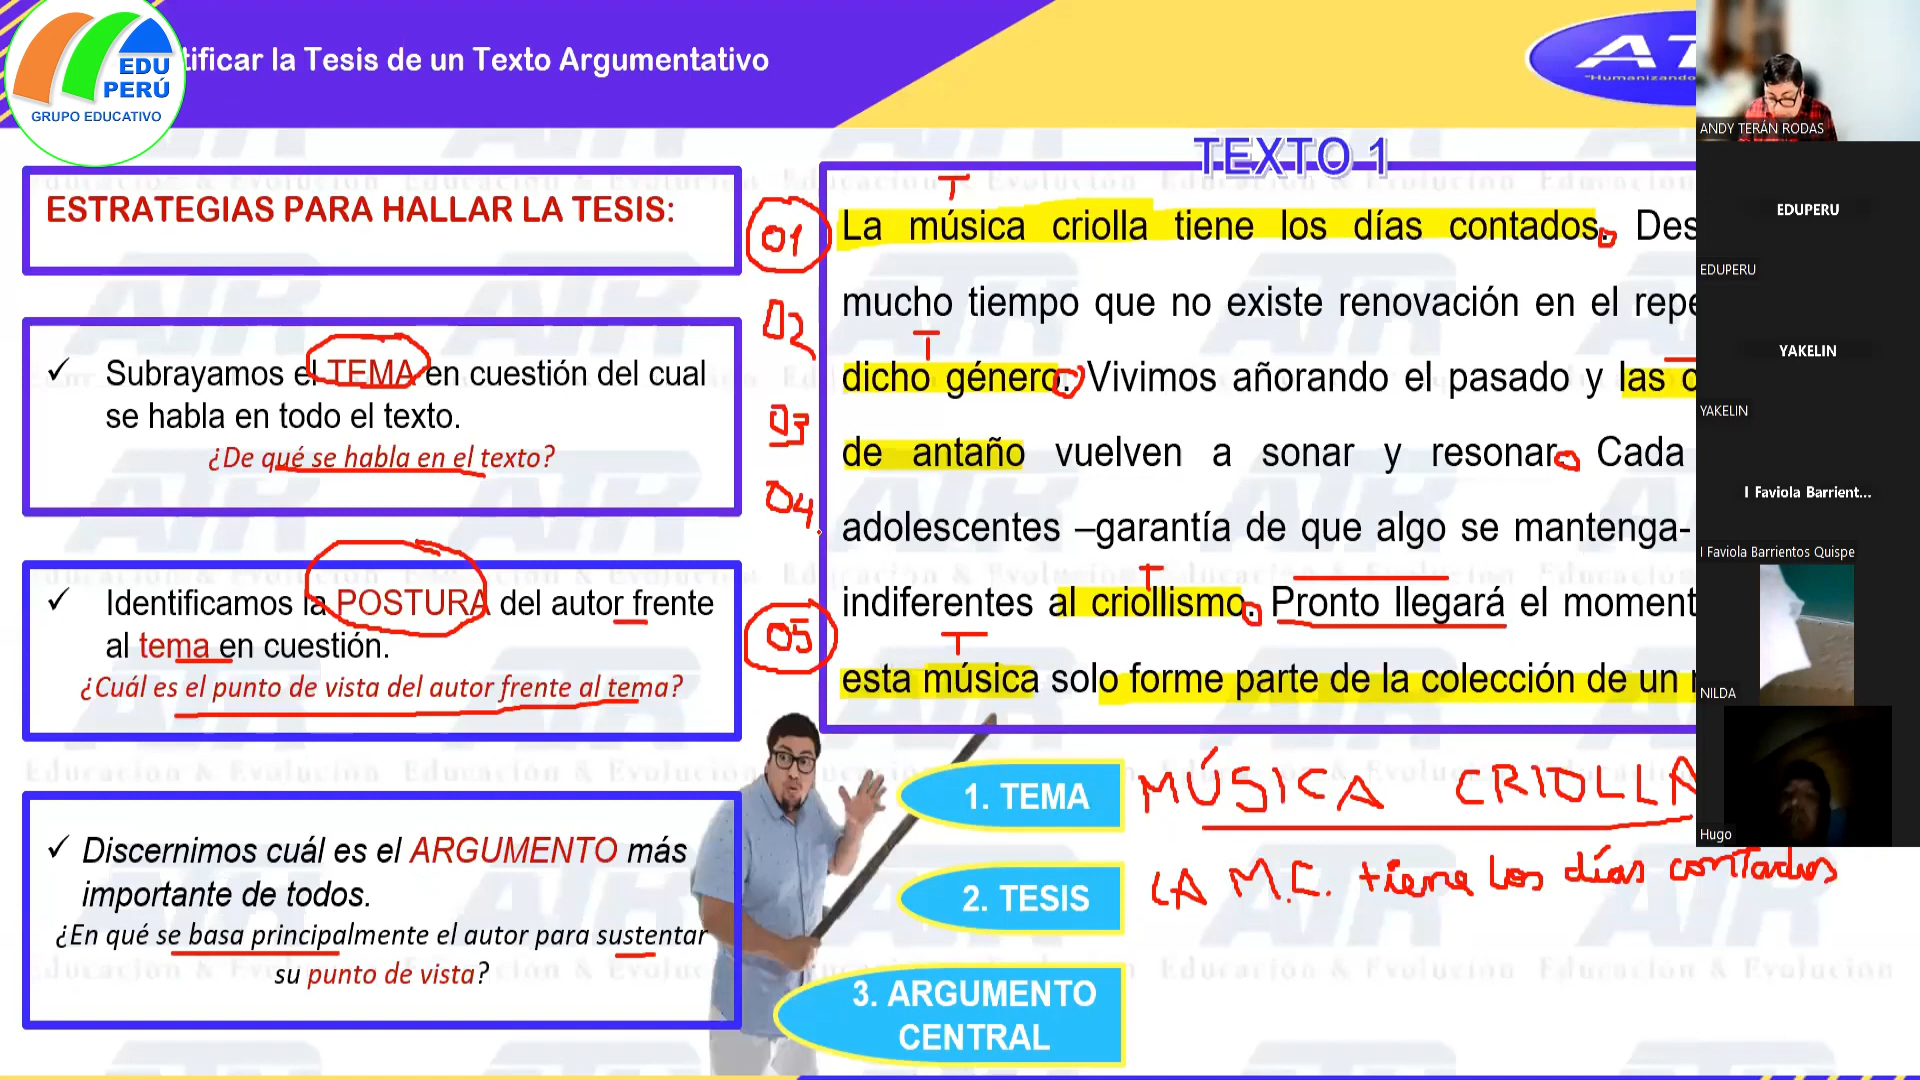 EDU
PERÚ
GRUPO EDUCATIVO
tificar la Tesis de un Texto Argumentativo
"Humanizando
ESTRATEGIAS PARA HALLAR LA TESIS:
✓ Subrayamos el TEMA en cuestión del cual
se habla en todo el texto.
¿De qué se habla en el texto?
✓ Identificamos la POSTURA del autor frente
al tema en cuestión.
¿Cuál es el punto de vista del autor frente al tema?
✓ Discernimos cuál es el ARGUMENTO más
importante de todos.
¿En qué se basa principalmente el autor para sustentar
su punto de vista?
01
02
03
04
05
TEXTO 1
T
La música criolla tiene los días contados. Des
mucho tiempo que no existe renovación en el repe
T
dicho género. Vivimos añorando el pasado y las
de antaño vuelven a sonar y resonar. Cada
adolescentes –garantía de que algo se mantenga-
T
indiferentes al criollismo. Pronto llegará el moment
T
esta música solo forme parte de la colección de un
1. TEMA
MÚSICA CRIOLLA
2. TESIS
LA M.C. tiene los días contados
3. ARGUMENTO
CENTRAL
ANDY TERÁN RODAS
EDUPERU
EDUPERU
YAKELIN
YAKELIN
I Faviola Barrient...
I Faviola Barrientos Quispe
NILDA
Hugo
ATR
Educación & Evolución